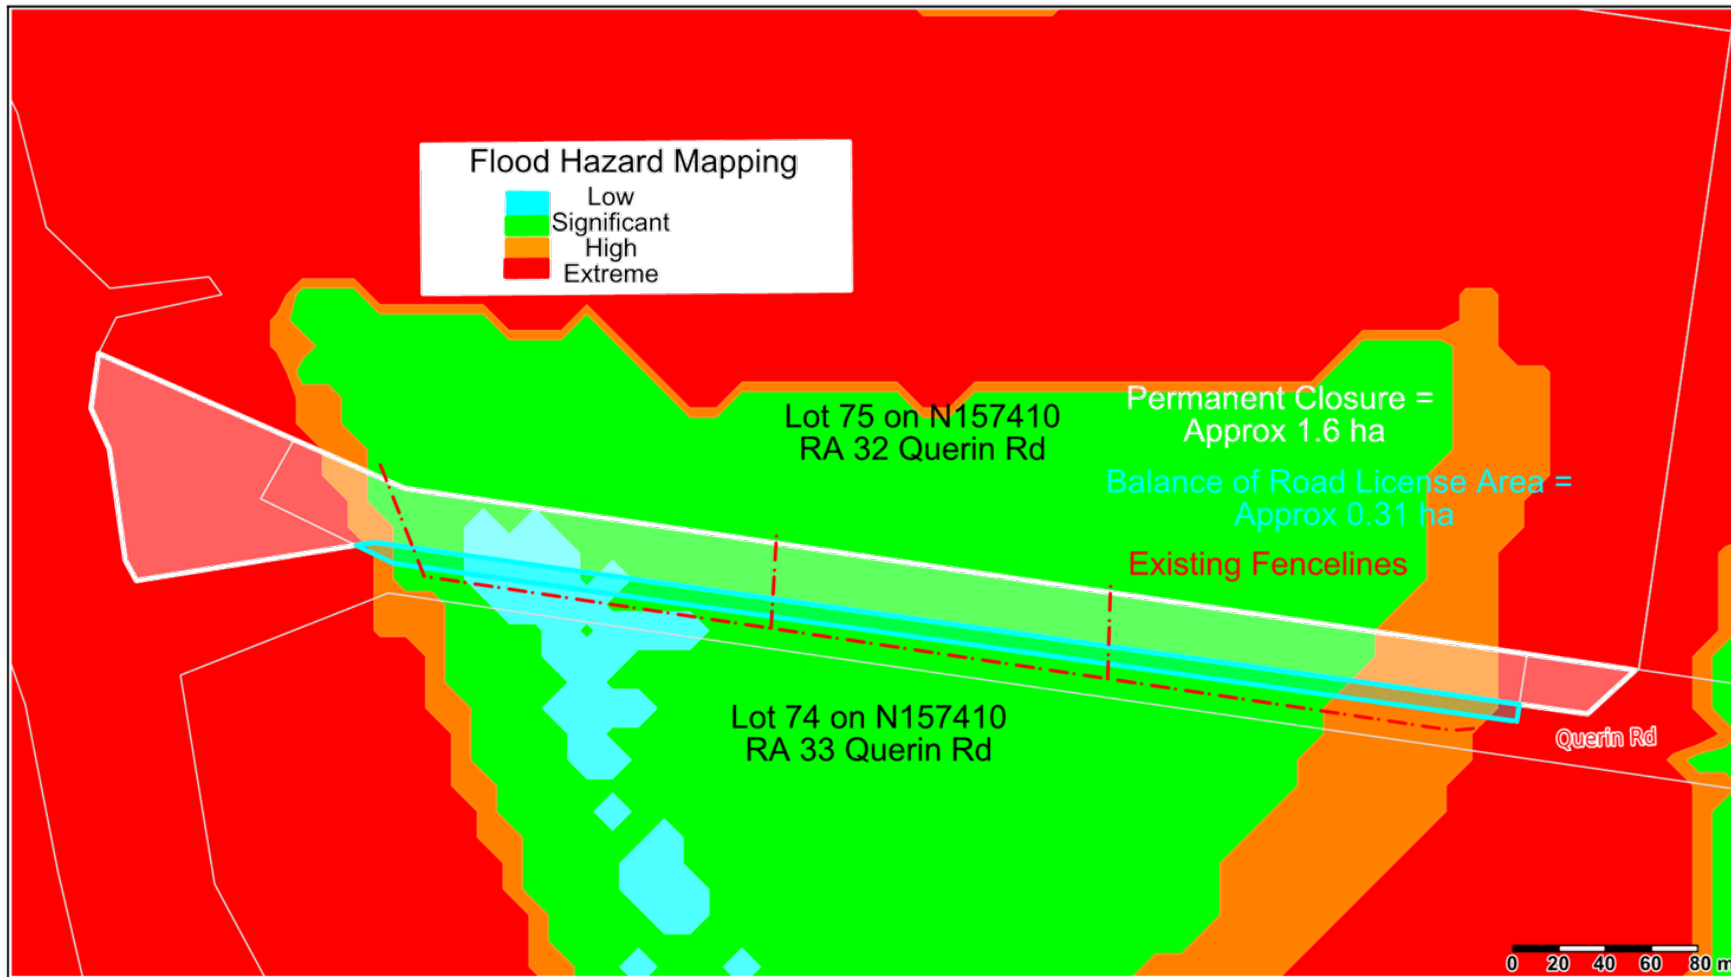 Flood Hazard Mapping
Low
Significant
High
Extreme
Permanent Closure =
Approx 1.6 ha
Lot 75 on N157410
RA 32 Querin Rd
Balance of Road License Area =
Approx 0.31 ha
Existing Fencelines
Lot 74 on N157410
RA 33 Querin Rd
Querin Rd
0 20 40 60 80 m